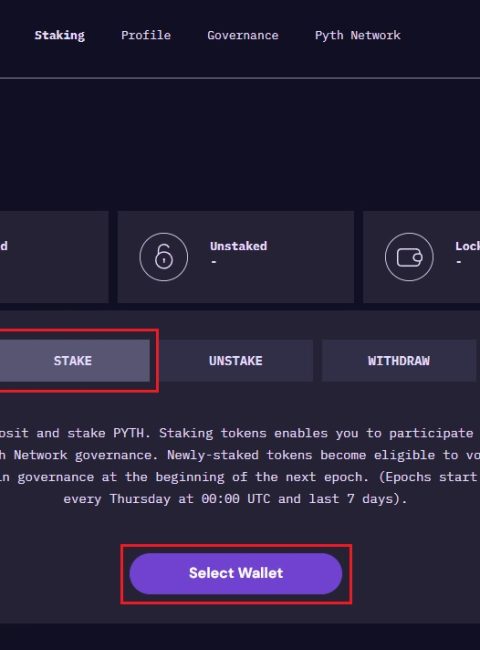 Staking Profile Governance Pyth Network
d Unstaked Lock
- -
STAKE UNSTAKE WITHDRAW
osit and stake PYTH. Staking tokens enables you to participate
h Network governance. Newly-staked tokens become eligible to vo
in governance at the beginning of the next epoch. (Epochs start
every Thursday at 00:00 UTC and last 7 days).
Select Wallet